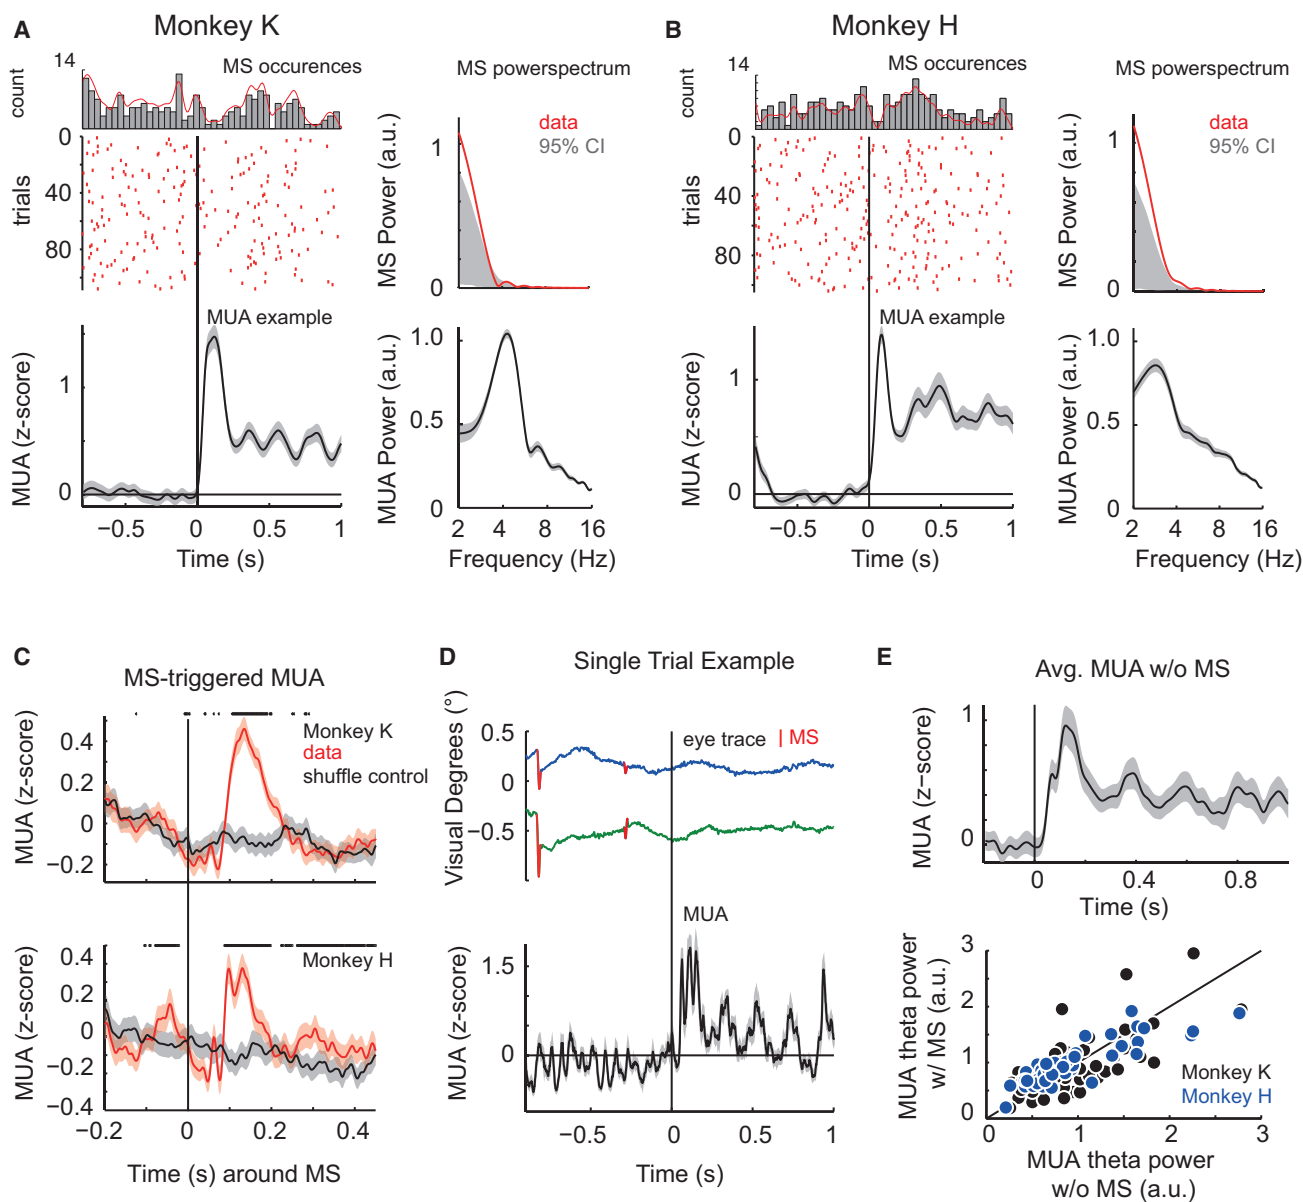 A
Monkey K
14
count
MS occurences
0
trials
40
80
MS powerspectrum
data
95% CI
MS Power (a.u.)
1
0
MUA example
MUA (z-score)
1
0
−0.5
0
1
Time (s)
MUA Power (a.u.)
1.0
0.5
0
2
4
8
16
Frequency (Hz)
B
Monkey H
14
count
MS occurences
0
trials
40
80
MS powerspectrum
data
95% CI
MS Power (a.u.)
1
0
MUA example
MUA (z-score)
1
0
−0.5
0
1
Time (s)
MUA Power (a.u.)
1.0
0.5
0
2
4
8
16
Frequency (Hz)
C
MS-triggered MUA
MUA (z-score)
0.4
0.2
0
−0.2
Monkey K
data
shuffle control
MUA (z-score)
0.4
0.2
0
−0.2
−0.4
Monkey H
−0.2
0
0.2
0.4
Time (s) around MS
D
Single Trial Example
Visual Degrees (°)
0.5
0
−0.5
eye trace
| MS
MUA
MUA (z-score)
1.5
0
−0.5
0
1
Time (s)
E
Avg. MUA w/o MS
MUA (z-score)
1
0
0
0.4
0.8
Time (s)
MUA theta power
w/ MS (a.u.)
3
2
1
0
Monkey K
Monkey H
0
1
2
3
MUA theta power
w/o MS (a.u.)